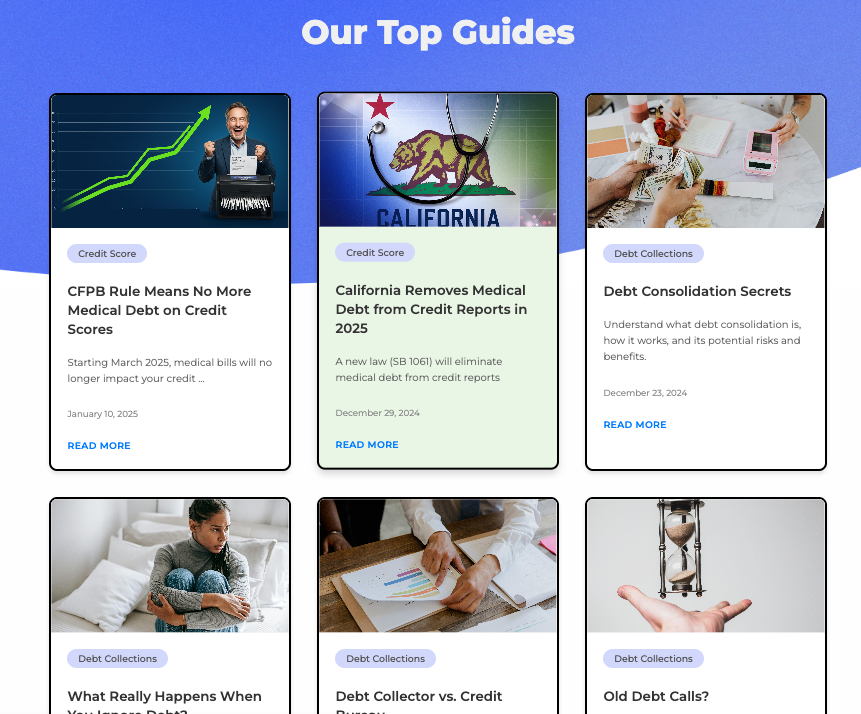 Our Top Guides
CALIFORNIA
Credit Score
CFPB Rule Means No More
Medical Debt on Credit
Scores
Starting March 2025, medical bills will no
longer impact your credit ...
January 10, 2025
READ MORE
Credit Score
California Removes Medical
Debt from Credit Reports in
2025
A new law (SB 1061) will eliminate
medical debt from credit reports
December 29, 2024
READ MORE
Debt Collections
Debt Consolidation Secrets
Understand what debt consolidation is,
how it works, and its potential risks and
benefits.
December 23, 2024
READ MORE
Debt Collections
What Really Happens When
You Ignore Debt?
Debt Collections
Debt Collector vs. Credit
Bureau
Debt Collections
Old Debt Calls?